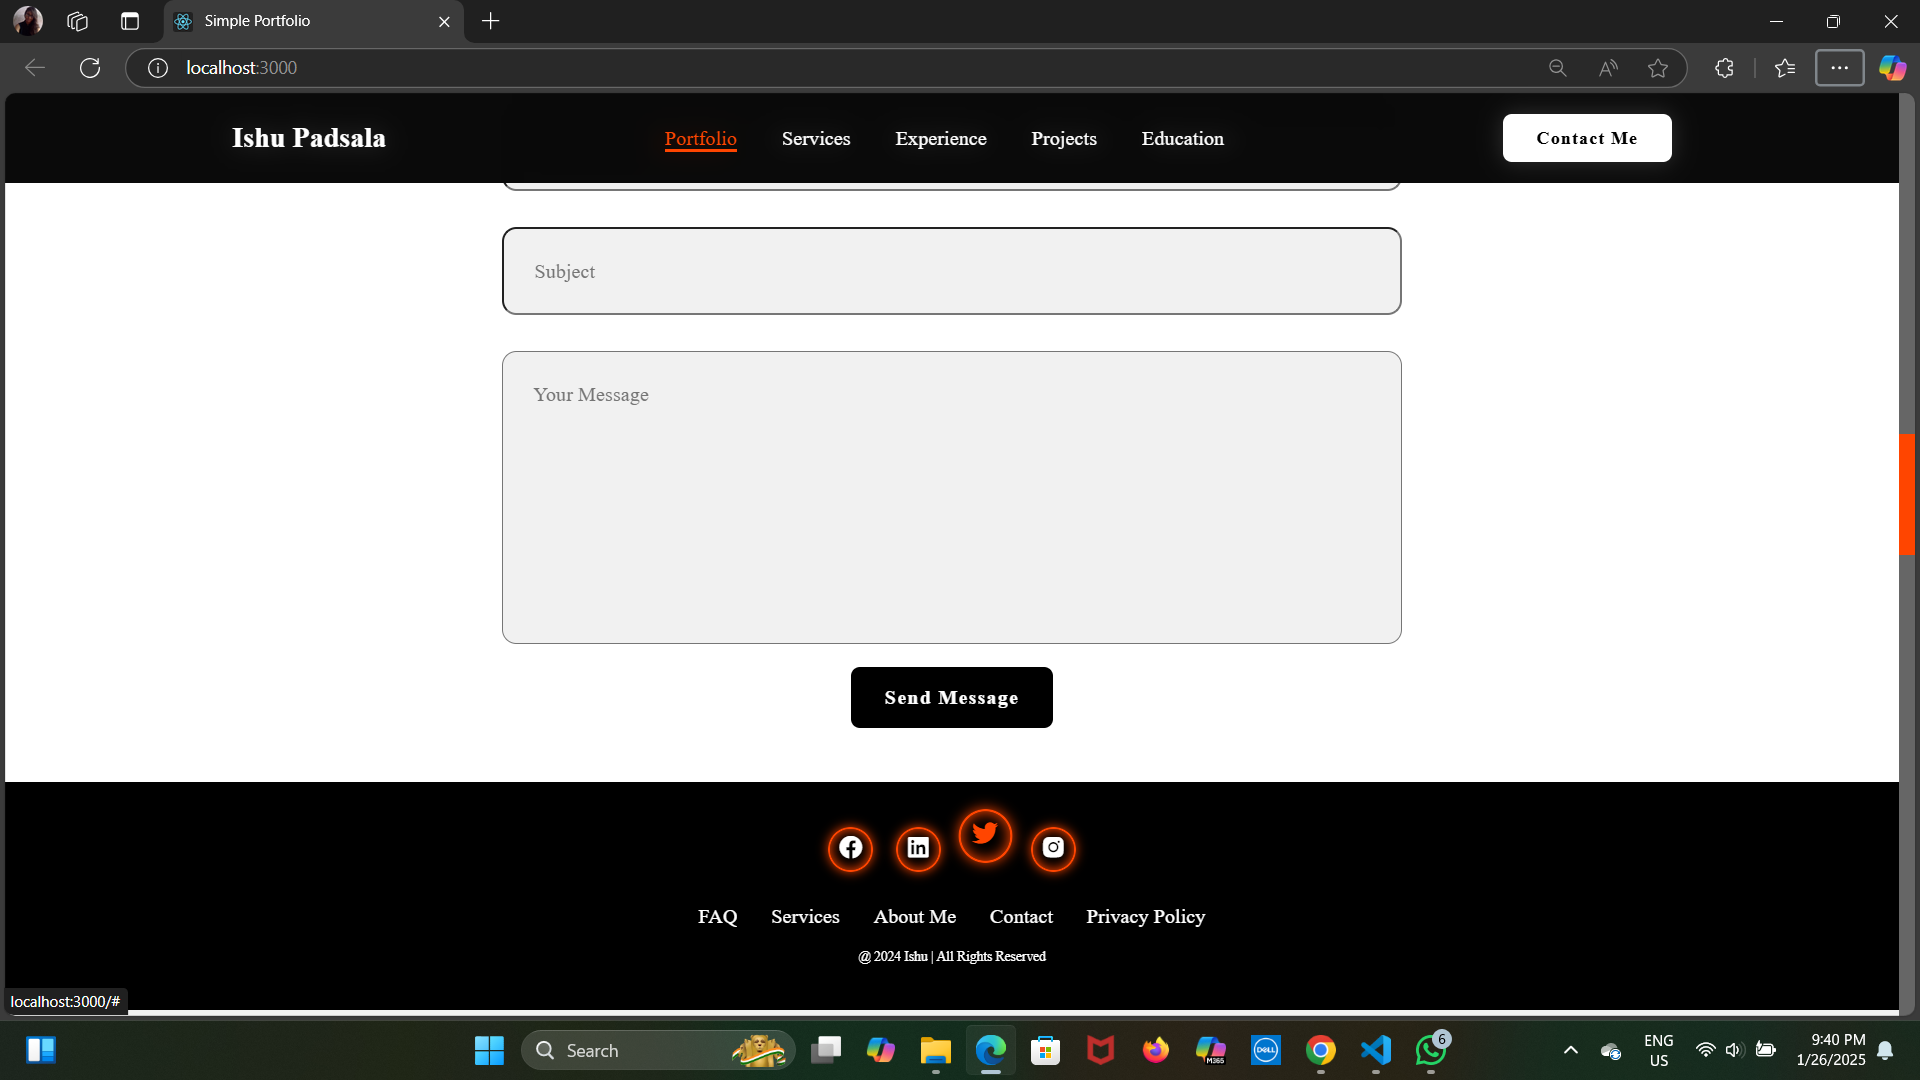 Simple Portfolio
localhost:3000
Ishu Padsala
Portfolio Services Experience Projects Education
Contact Me
Subject
Your Message
Send Message
FAQ Services About Me Contact Privacy Policy
@ 2024 Ishu | All Rights Reserved
localhost:3000/#
Search
M365
DELL
6
ENG
US
9:40 PM
1/26/2025